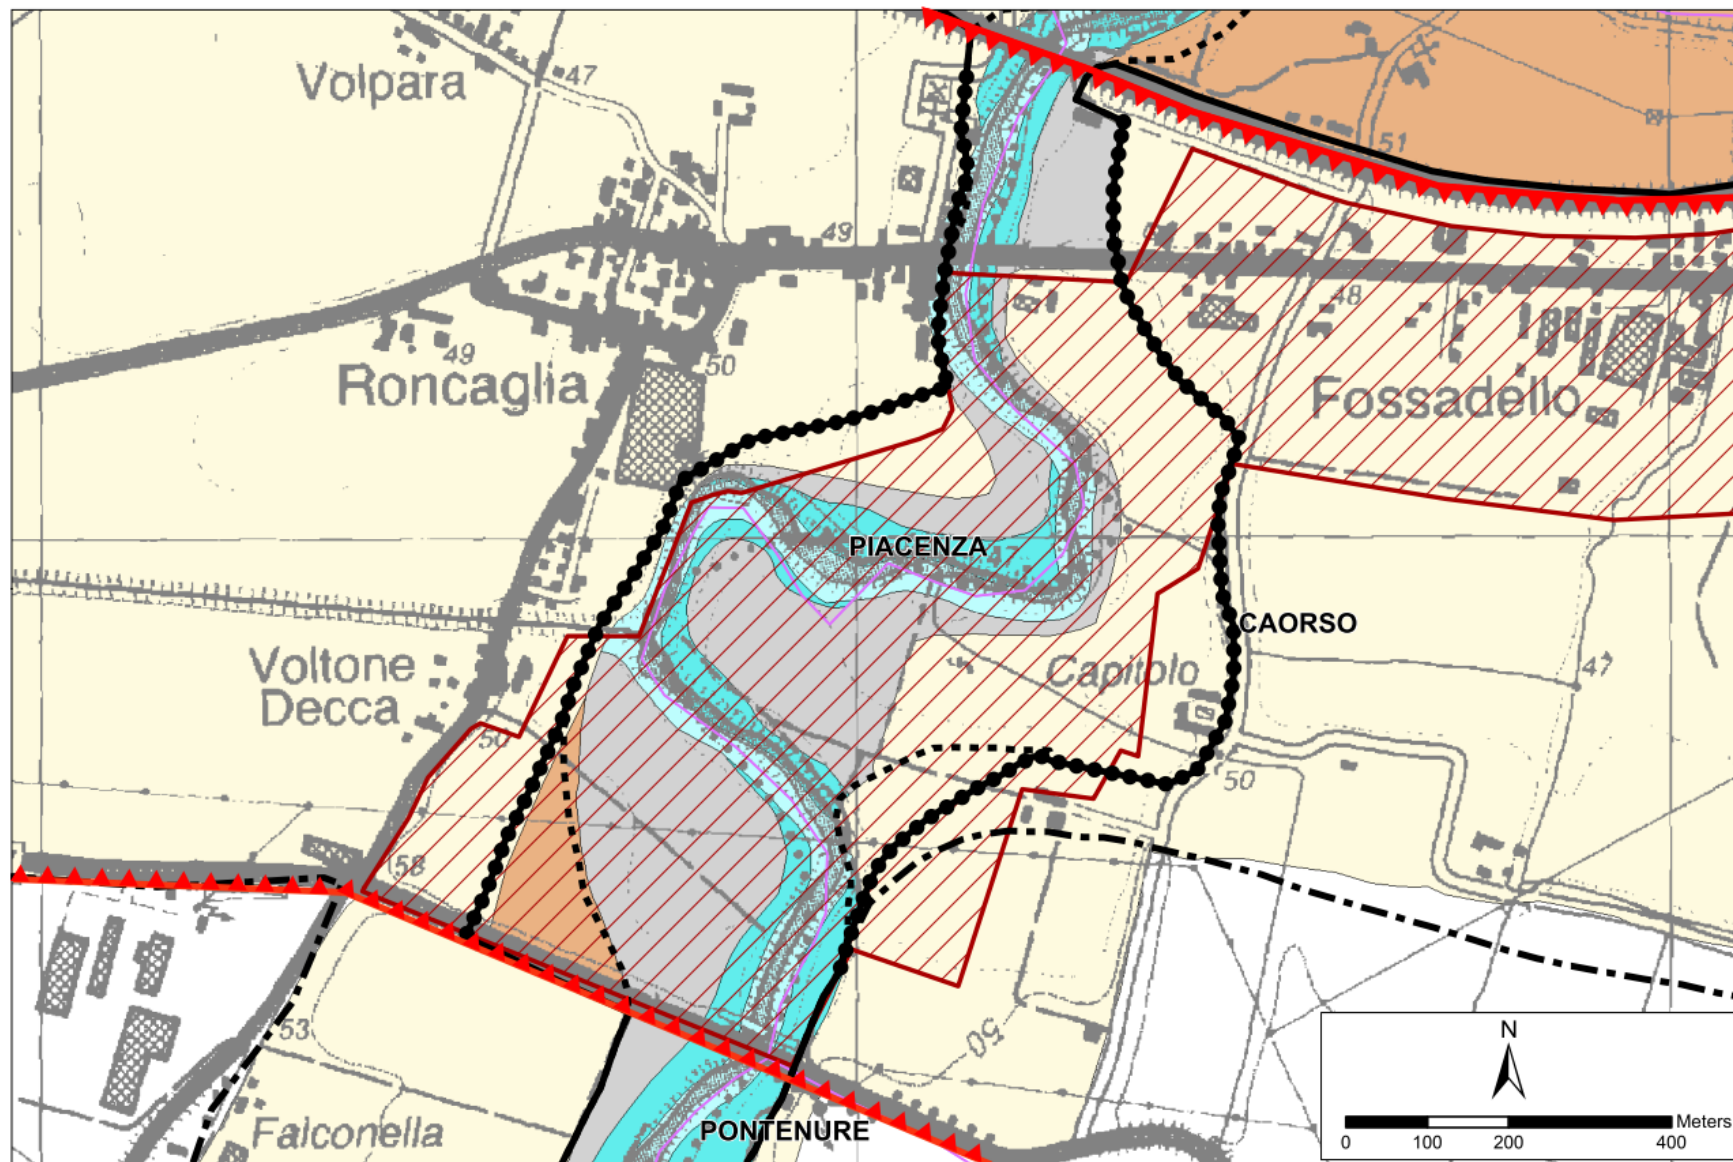 Volpara
47
51
49
48
49
50
Roncaglia
Fossadello
PIACENZA
CAORSO
Voltone
Decca
Capitolo
47
50
50
58
53
50
Falconella
PONTENURE
N
Meters
0 100 200 400